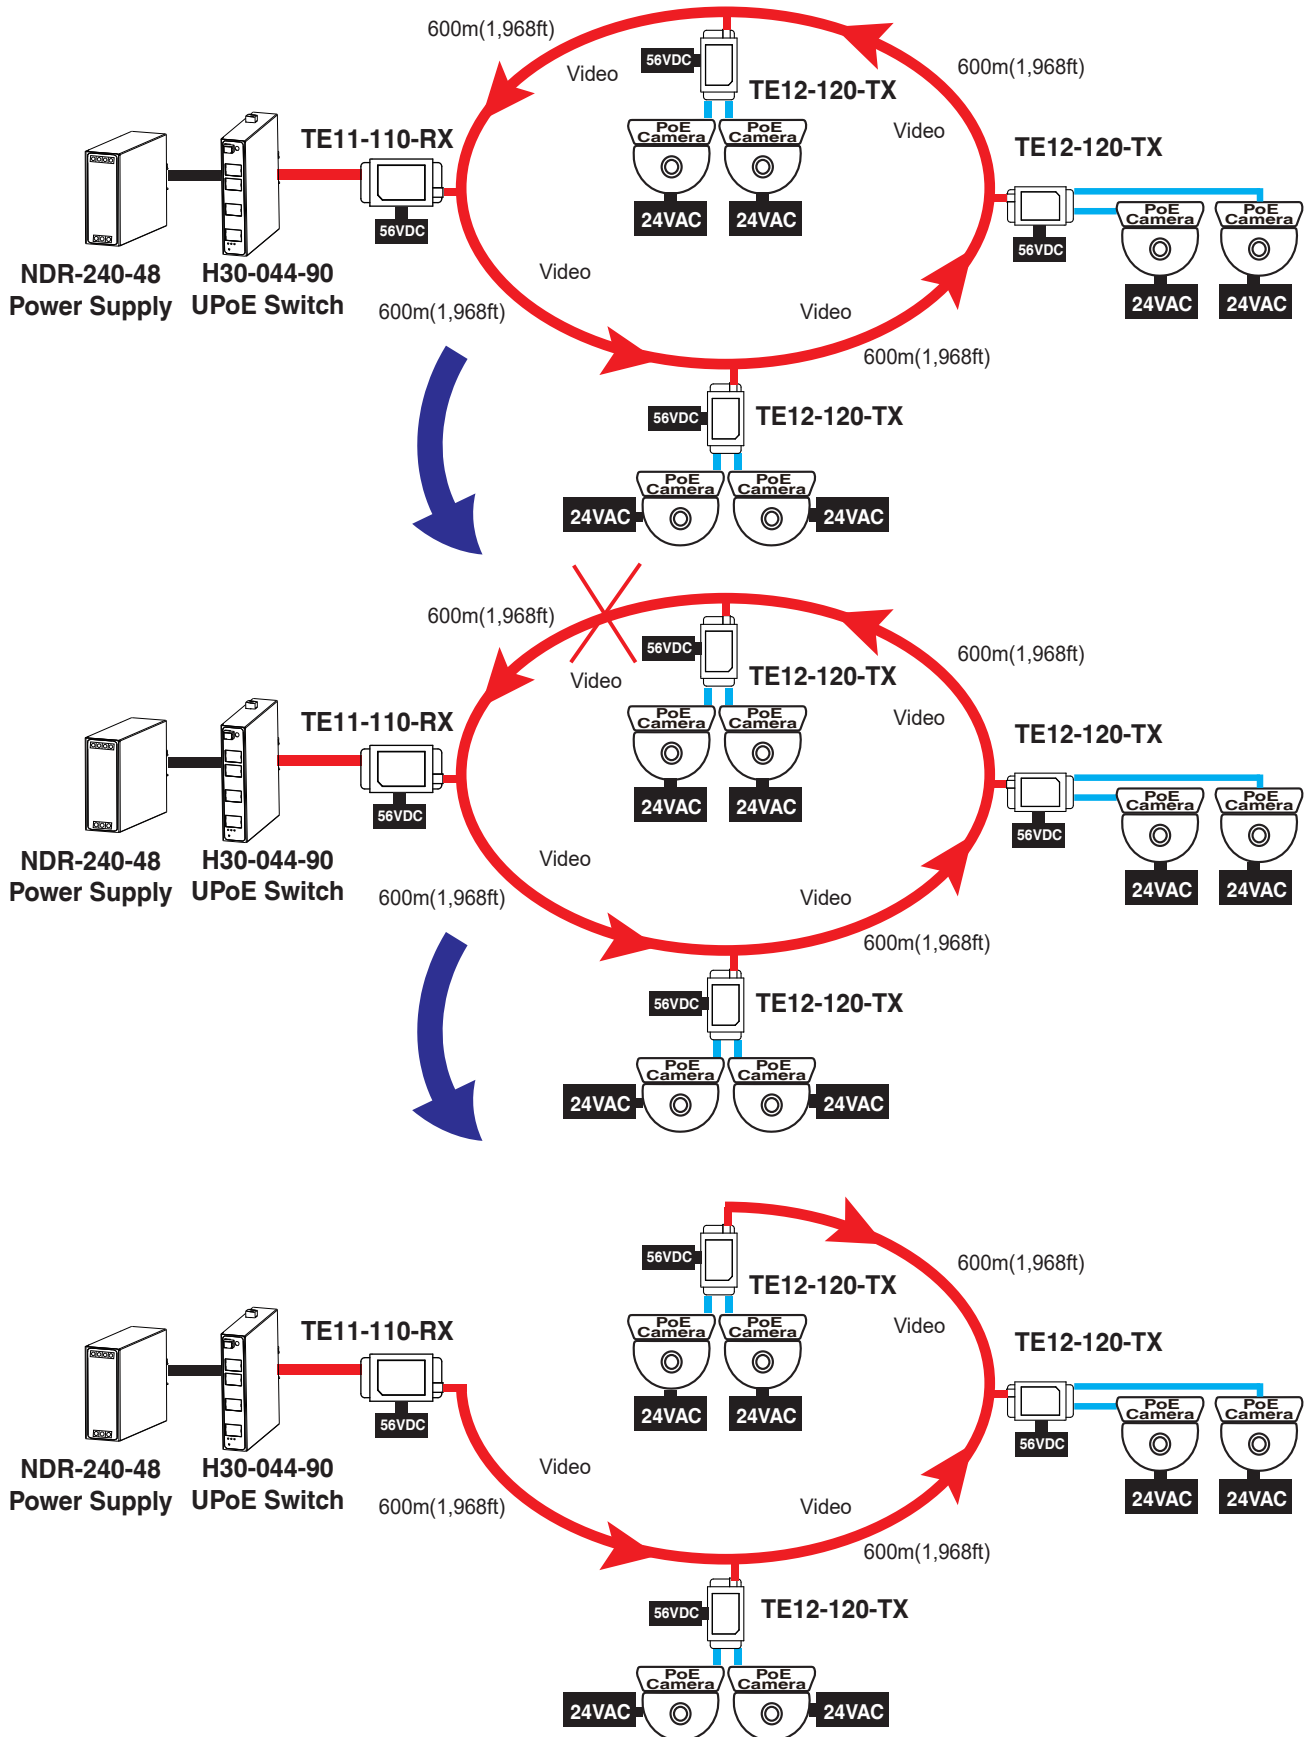 600m(1,968ft)
Video
56VDC
TE12-120-TX
600m(1,968ft)
Video
PoE
Camera
PoE
Camera
24VAC
24VAC
TE11-110-RX
56VDC
TE12-120-TX
56VDC
PoE
Camera
PoE
Camera
24VAC
24VAC
NDR-240-48
Power Supply
H30-044-90
UPoE Switch
Video
600m(1,968ft)
Video
600m(1,968ft)
56VDC
TE12-120-TX
PoE
Camera
PoE
Camera
24VAC
24VAC
600m(1,968ft)
Video
56VDC
TE12-120-TX
600m(1,968ft)
Video
PoE
Camera
PoE
Camera
24VAC
24VAC
TE11-110-RX
56VDC
TE12-120-TX
56VDC
PoE
Camera
PoE
Camera
24VAC
24VAC
NDR-240-48
Power Supply
H30-044-90
UPoE Switch
Video
600m(1,968ft)
Video
600m(1,968ft)
56VDC
TE12-120-TX
PoE
Camera
PoE
Camera
24VAC
24VAC
56VDC
TE12-120-TX
600m(1,968ft)
Video
PoE
Camera
PoE
Camera
24VAC
24VAC
TE11-110-RX
56VDC
TE12-120-TX
56VDC
PoE
Camera
PoE
Camera
24VAC
24VAC
NDR-240-48
Power Supply
H30-044-90
UPoE Switch
Video
600m(1,968ft)
Video
600m(1,968ft)
56VDC
TE12-120-TX
PoE
Camera
PoE
Camera
24VAC
24VAC